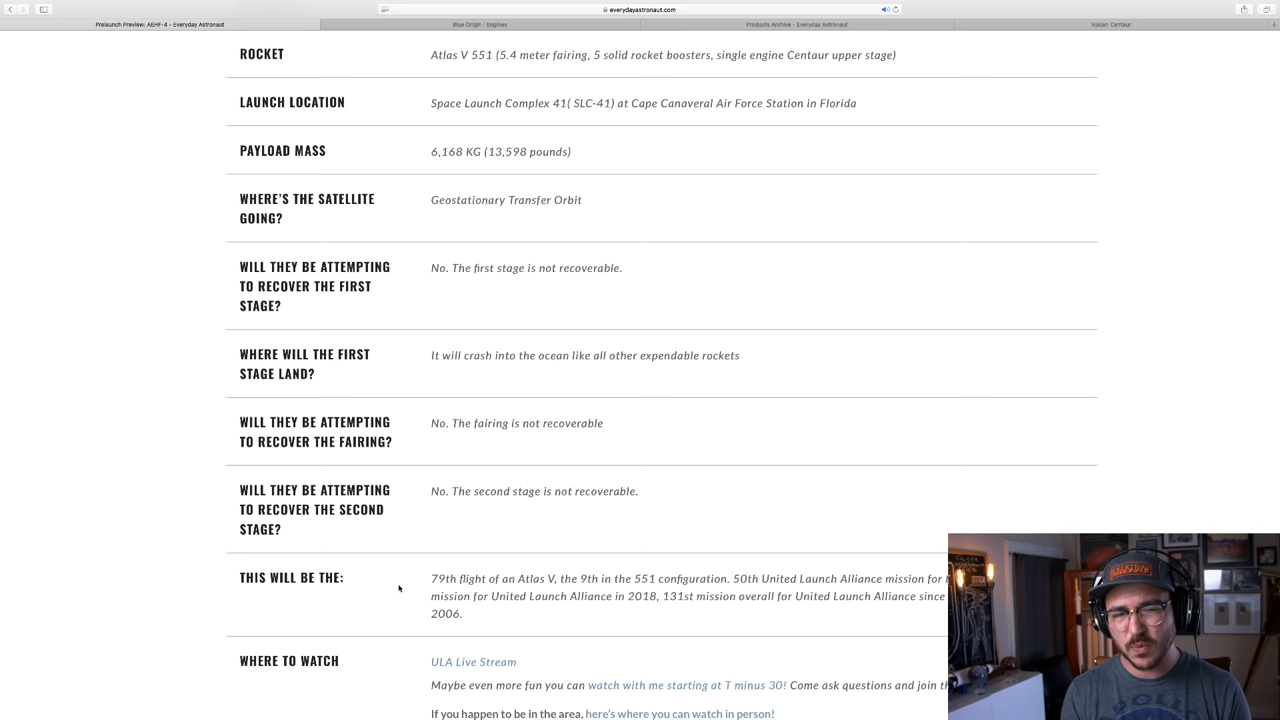 everydayastronaut.com
Prelaunch Preview: AEHF-4 - Everyday Astronaut
Blue Origin | Engines
Products Archive - Everyday Astronaut
Vulcan Centaur
ROCKET
Atlas V 551 (5.4 meter fairing, 5 solid rocket boosters, single engine Centaur upper stage)
LAUNCH LOCATION
Space Launch Complex 41( SLC-41) at Cape Canaveral Air Force Station in Florida
PAYLOAD MASS
6,168 KG (13,598 pounds)
WHERE'S THE SATELLITE
GOING?
Geostationary Transfer Orbit
WILL THEY BE ATTEMPTING
TO RECOVER THE FIRST
STAGE?
No. The first stage is not recoverable.
WHERE WILL THE FIRST
STAGE LAND?
It will crash into the ocean like all other expendable rockets
WILL THEY BE ATTEMPTING
TO RECOVER THE FAIRING?
No. The fairing is not recoverable
WILL THEY BE ATTEMPTING
TO RECOVER THE SECOND
STAGE?
No. The second stage is not recoverable.
THIS WILL BE THE:
79th flight of an Atlas V, the 9th in the 551 configuration. 50th United Launch Alliance mission for
mission for United Launch Alliance in 2018, 131st mission overall for United Launch Alliance since
2006.
WHERE TO WATCH
ULA Live Stream
Maybe even more fun you can watch with me starting at T minus 30! Come ask questions and join
If you happen to be in the area, here's where you can watch in person!